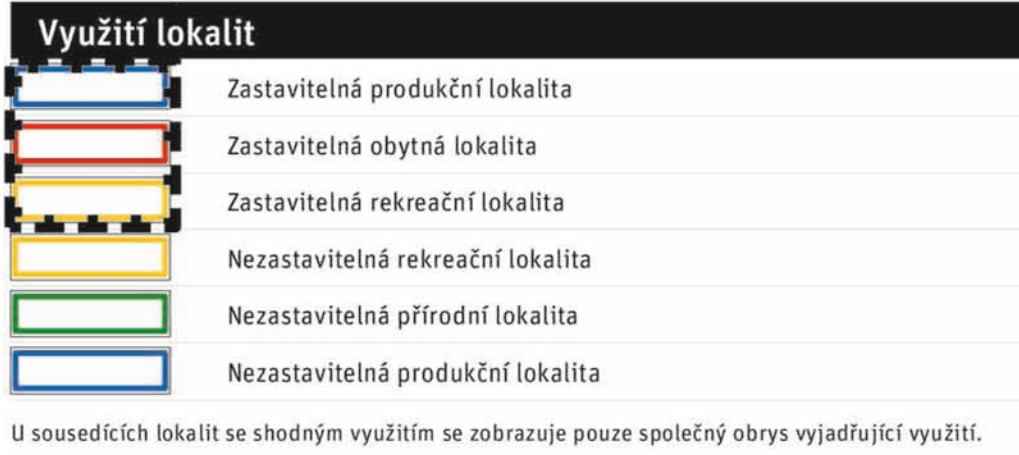 Využití lokalit
Zastavitelná produkční lokalita
Zastavitelná obytná lokalita
Zastavitelná rekreační lokalita
Nezastavitelná rekreační lokalita
Nezastavitelná přírodní lokalita
Nezastavitelná produkční lokalita
U sousedících lokalit se shodným využitím se zobrazuje pouze společný obrys vyjadřující využití.